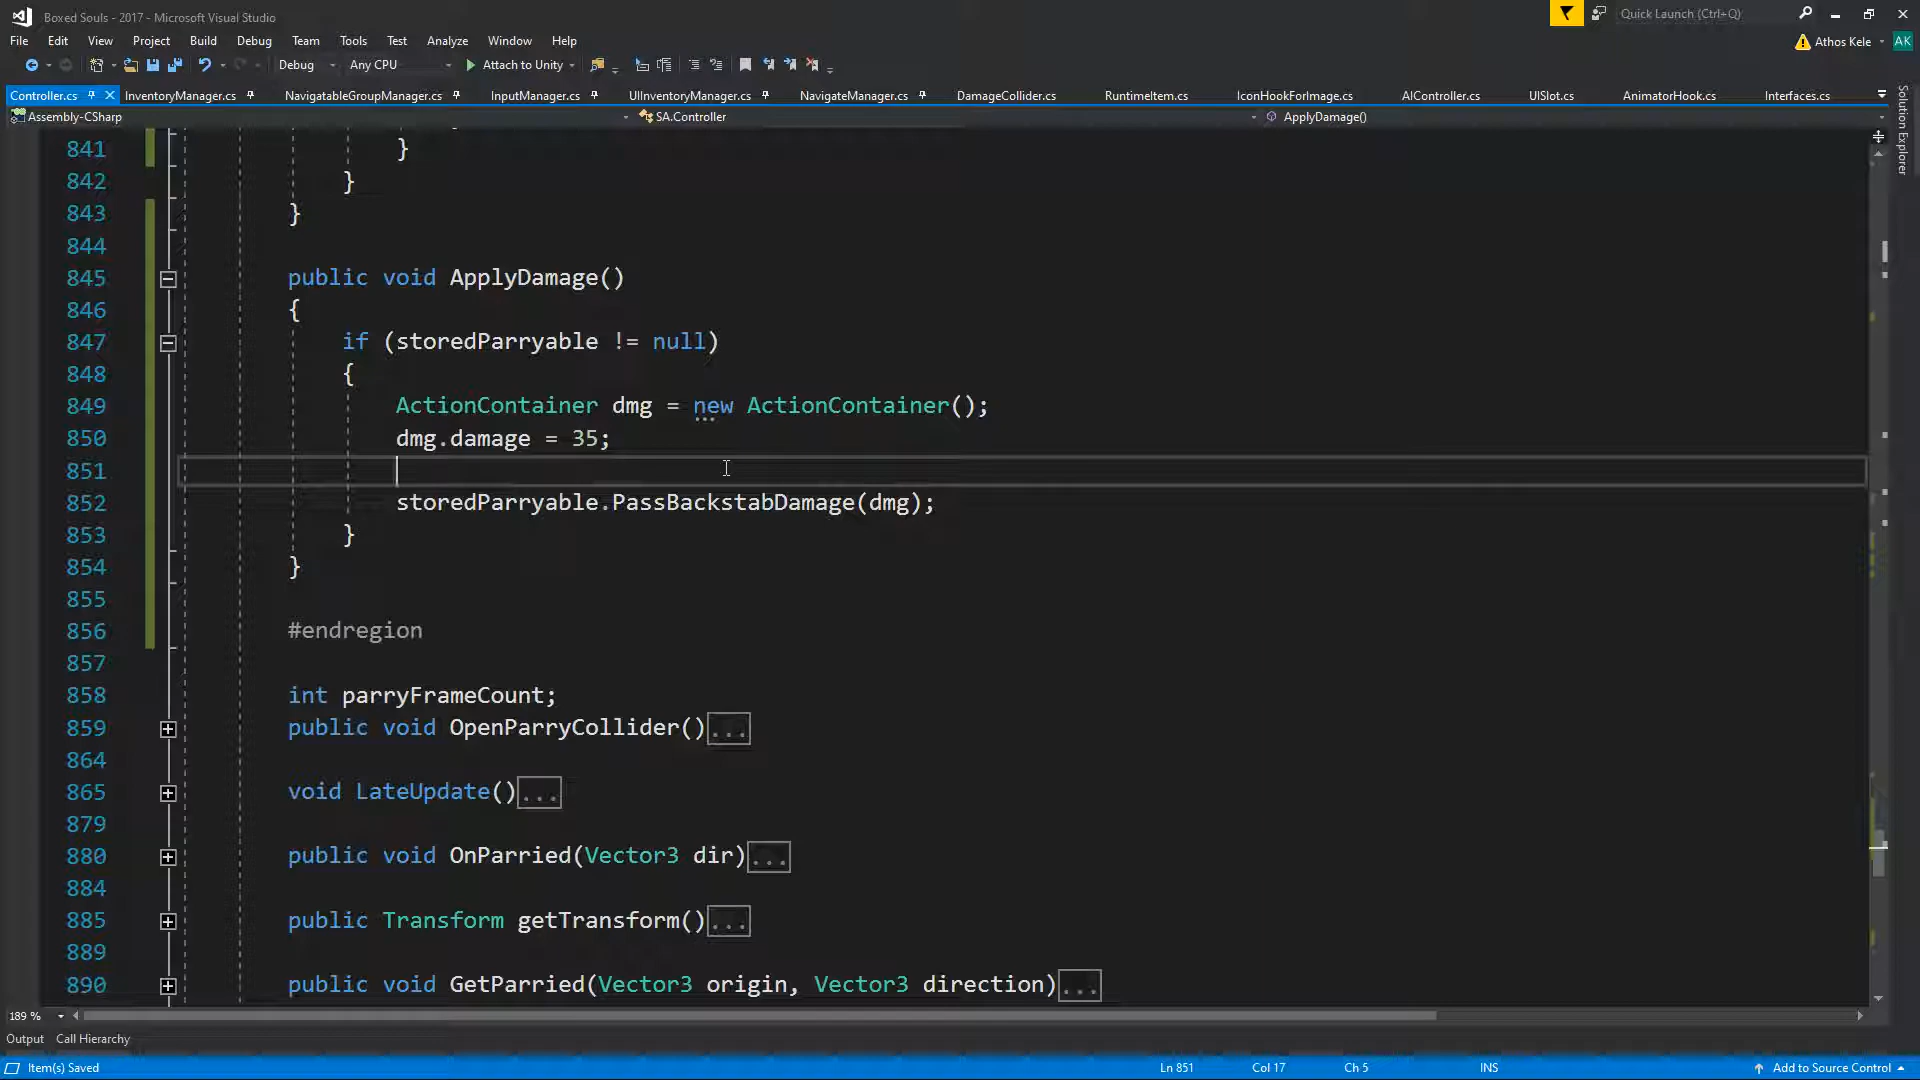 Boxed Souls - 2017 - Microsoft Visual Studio
Quick Launch (Ctrl+Q)
File Edit View Project Build Debug Team Tools Test Analyze Window Help
Athos Kele AK
Debug Any CPU Attach to Unity
Controller.cs InventoryManager.cs NavigatableGroupManager.cs InputManager.cs UIInventoryManager.cs NavigateManager.cs DamageCollider.cs RuntimeItem.cs IconHookForImage.cs AIController.cs UISlot.cs AnimatorHook.cs Interfaces.cs
Solution Explorer
Assembly-CSharp SA.Controller ApplyDamage()
841 }
842 }
843 }
844
845 public void ApplyDamage()
846 {
847 if (storedParryable != null)
848 {
849 ActionContainer dmg = new ActionContainer();
850 dmg.damage = 35;
851
852 storedParryable.PassBackstabDamage(dmg);
853 }
854 }
855
856 #endregion
857
858 int parryFrameCount;
859 public void OpenParryCollider()...
864
865 void LateUpdate()...
879
880 public void OnParried(Vector3 dir)...
884
885 public Transform getTransform()...
889
890 public void GetParried(Vector3 origin, Vector3 direction)...
189 %
Output Call Hierarchy
Item(s) Saved Ln 851 Col 17 Ch 5 INS Add to Source Control